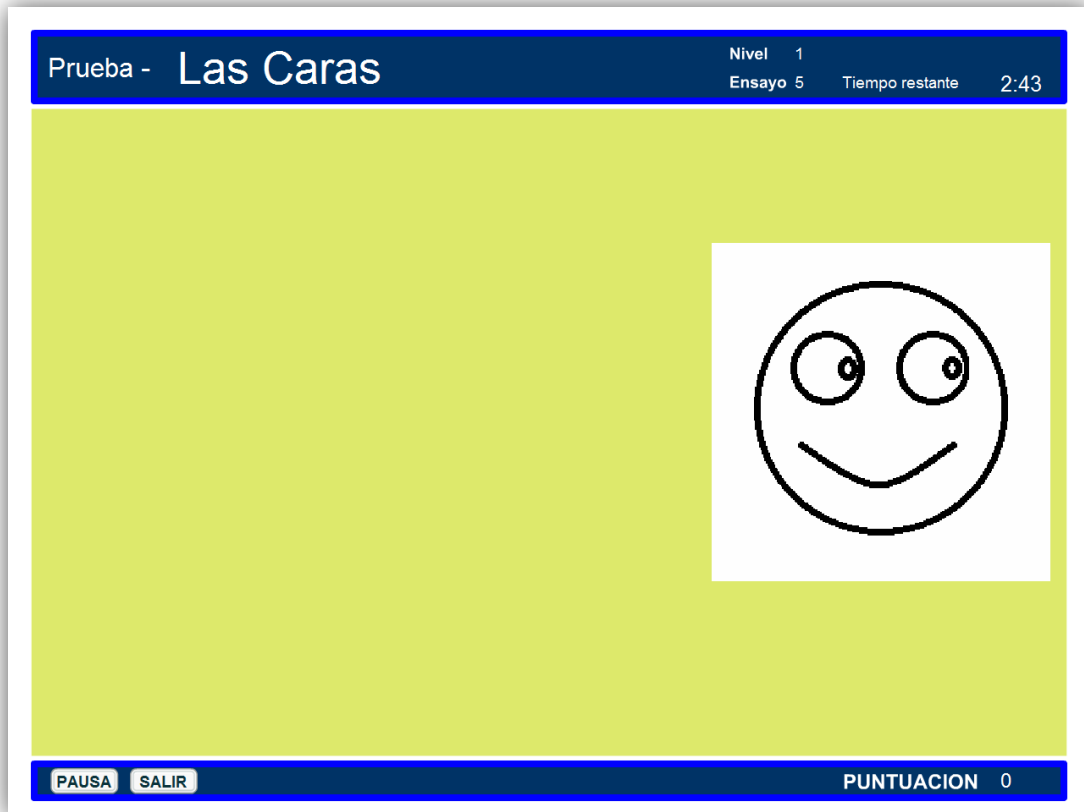 Prueba - Las Caras
Nivel 1
Ensayo 5 Tiempo restante 2:43
PAUSA SALIR PUNTUACION 0